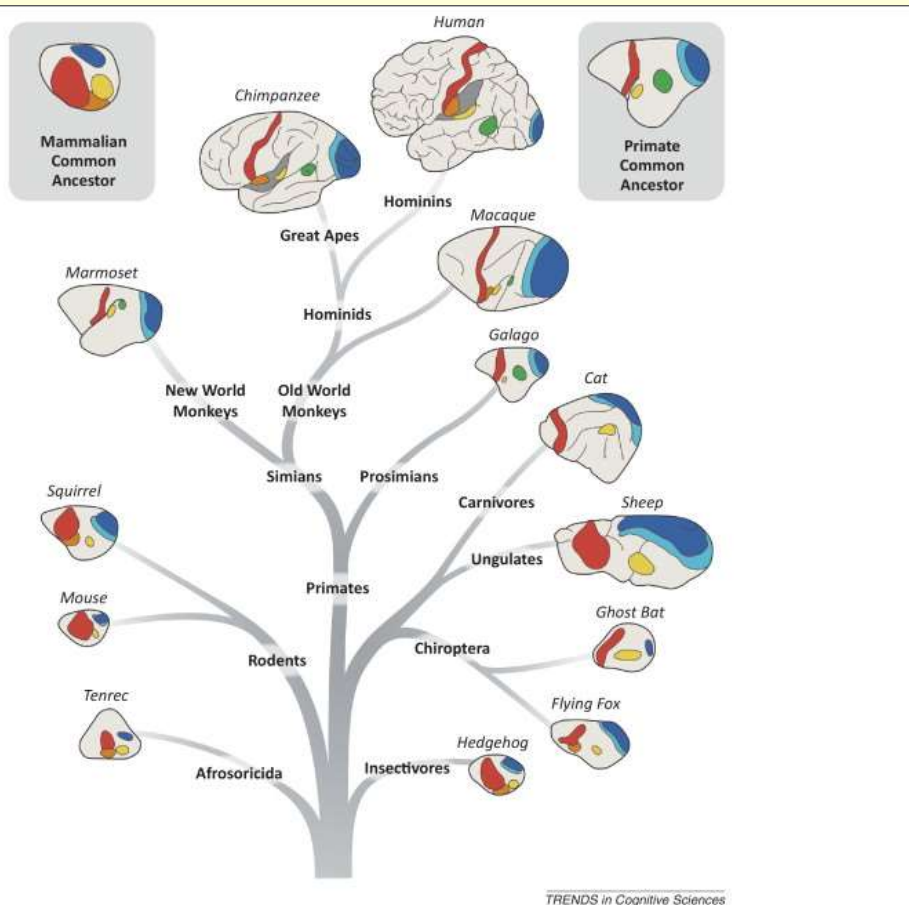 Human
Mammalian
Common
Ancestor
Chimpanzee
Primate
Common
Ancestor
Hominins
Great Apes
Macaque
Marmoset
Hominids
Galago
New World
Monkeys
Old World
Monkeys
Cat
Simians
Prosimians
Carnivores
Squirrel
Sheep
Ungulates
Primates
Mouse
Ghost Bat
Chiroptera
Rodents
Tenrec
Flying Fox
Hedgehog
Afrosoricida
Insectivores
TRENDS in Cognitive Sciences